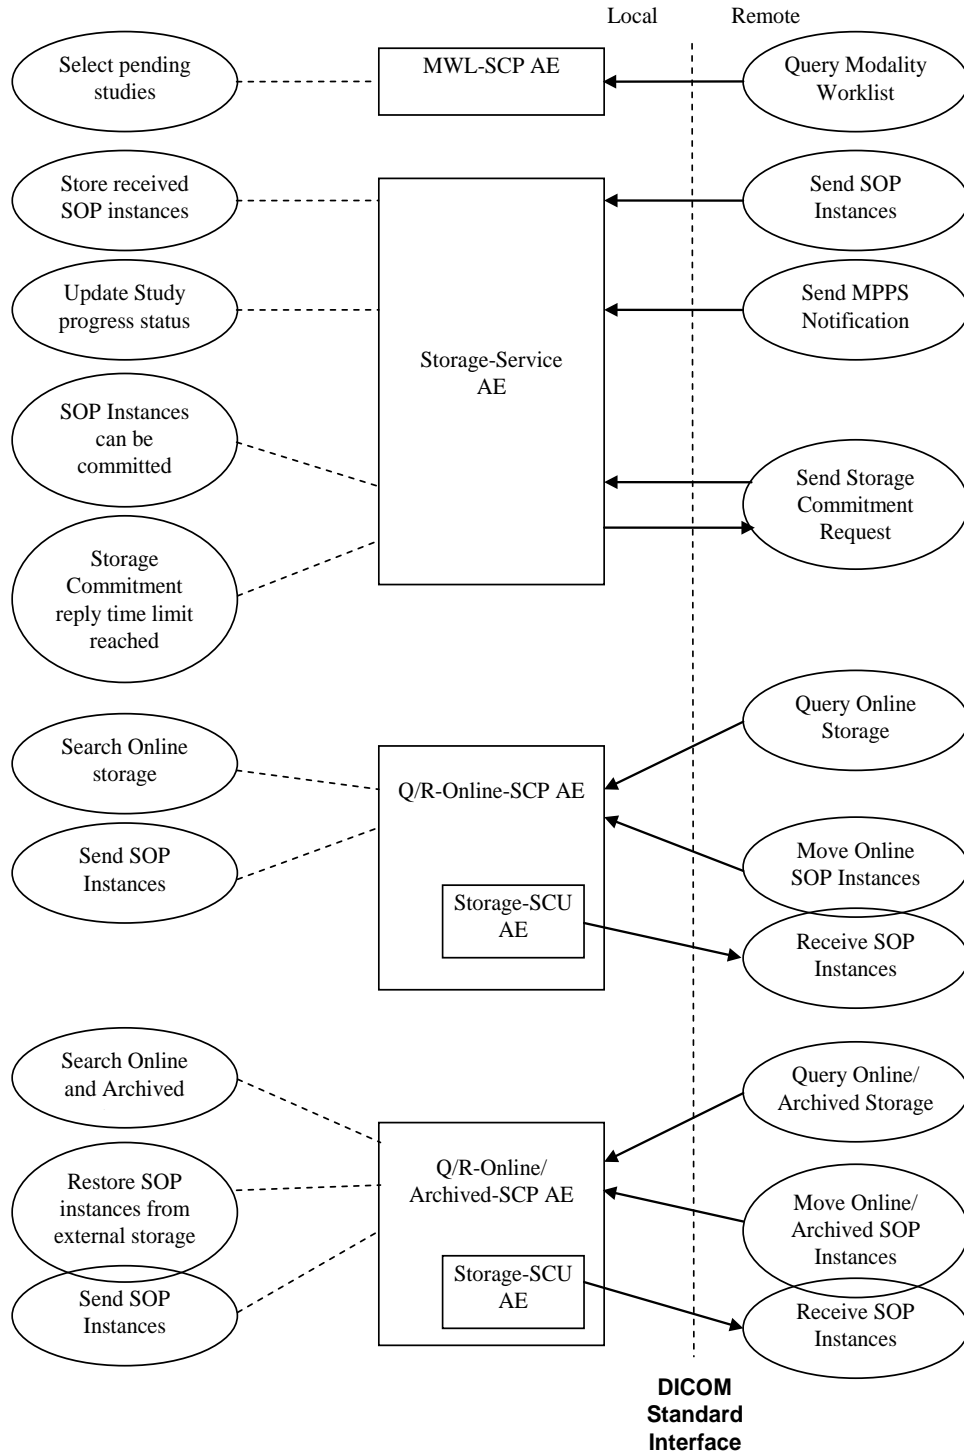 Local
Remote
Select pending
studies
MWL-SCP AE
Query Modality
Worklist
Store received
SOP instances
Send SOP
Instances
Update Study
progress status
Send MPPS
Notification
Storage-Service
AE
SOP Instances
can be
committed
Send Storage
Commitment
Request
Storage
Commitment
reply time limit
reached
Query Online
Storage
Search Online
storage
Q/R-Online-SCP AE
Send SOP
Instances
Move Online
SOP Instances
Storage-SCU
AE
Receive SOP
Instances
Search Online
and Archived
Query Online/
Archived Storage
Q/R-Online/
Archived-SCP AE
Restore SOP
instances from
external storage
Move Online/
Archived SOP
Instances
Storage-SCU
AE
Send SOP
Instances
Receive SOP
Instances
DICOM
Standard
Interface